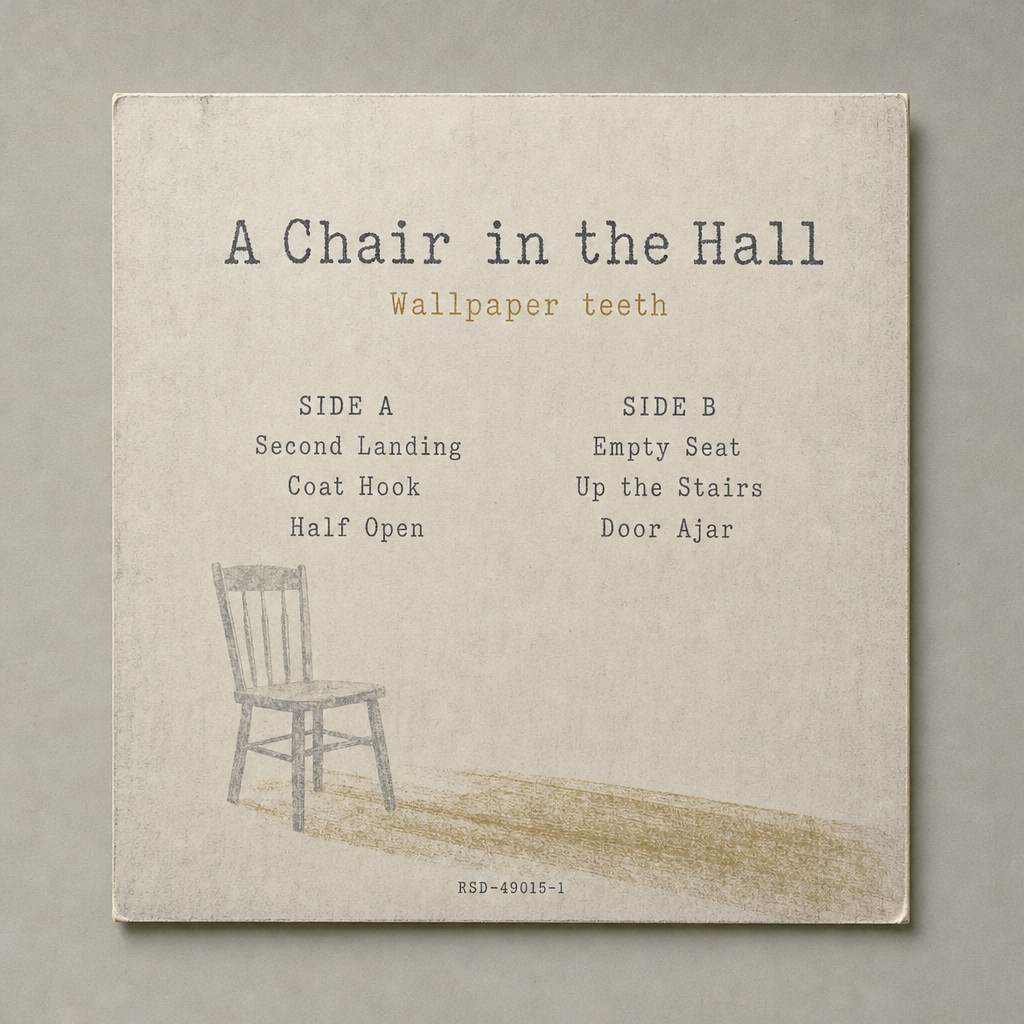 A Chair in the Hall
Wallpaper teeth
SIDE A
Second Landing
Coat Hook
Half Open
SIDE B
Empty Seat
Up the Stairs
Door Ajar
RSD-49015-1